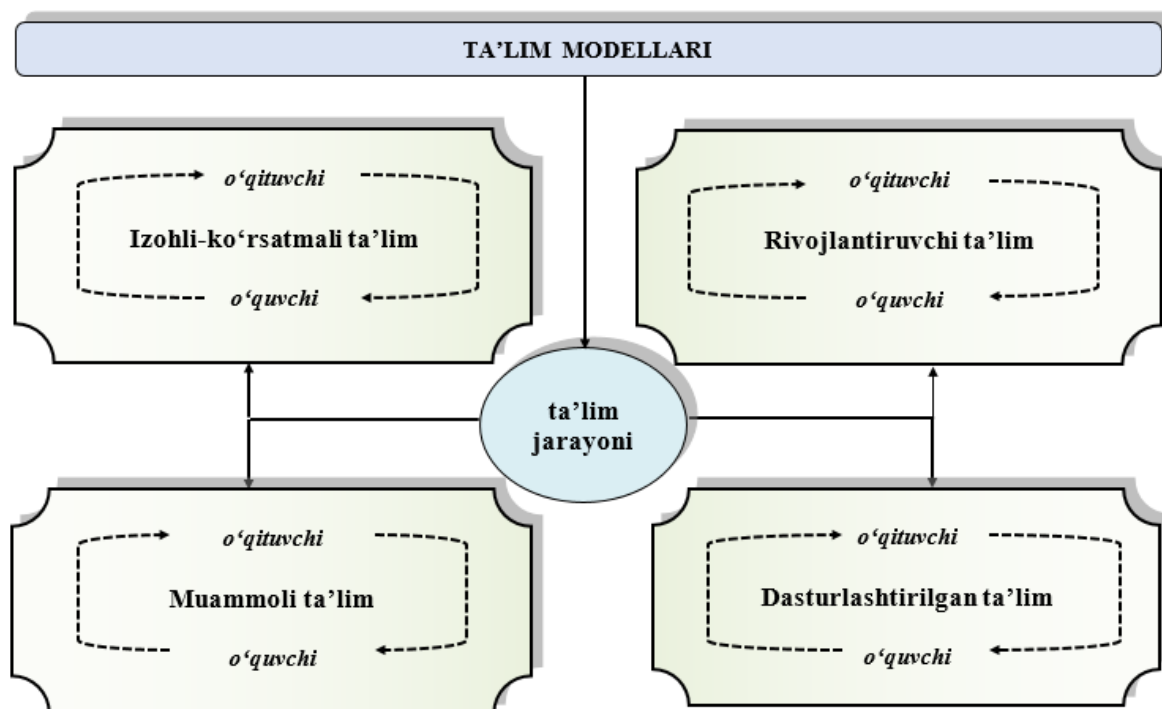 TA’LIM MODELLARI
o‘qituvchi
Izohli-ko‘rsatmali ta’lim
o‘quvchi
o‘qituvchi
Rivojlantiruvchi ta’lim
o‘quvchi
ta’lim
jarayoni
o‘qituvchi
Muammoli ta’lim
o‘quvchi
o‘qituvchi
Dasturlashtirilgan ta’lim
o‘quvchi